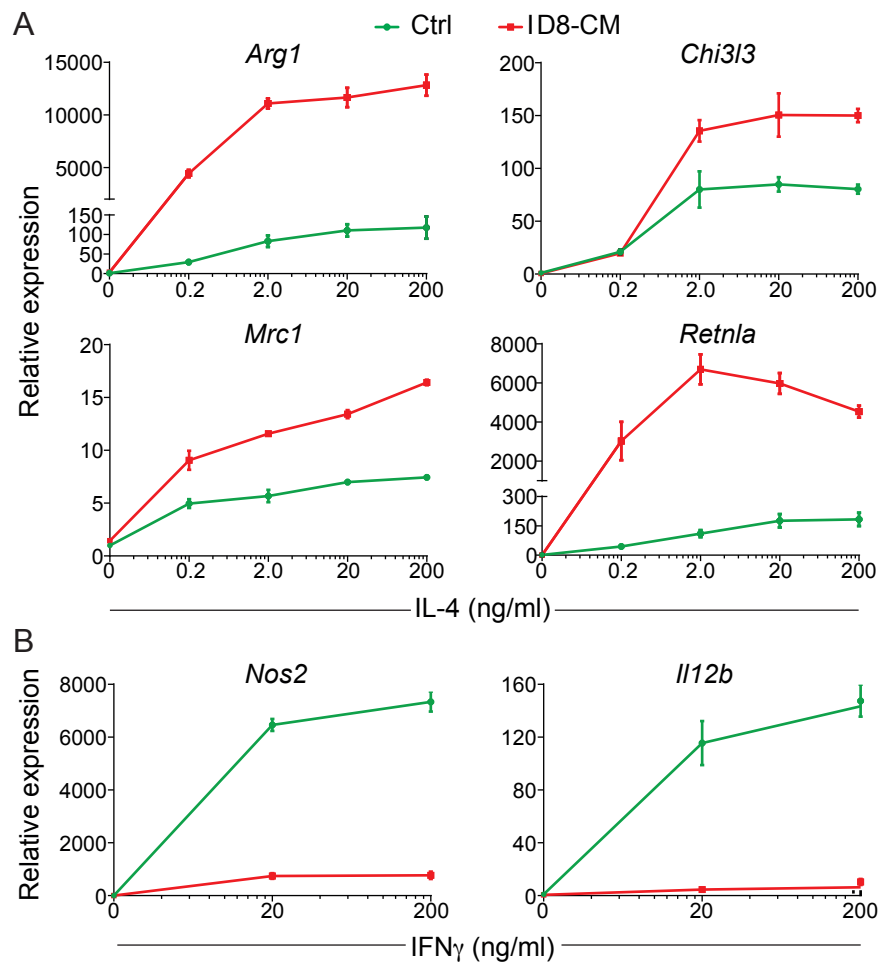 A
Ctrl
ID8-CM
Arg1
15000
10000
5000
150
100
50
0
0 0.2 2.0 20 200
Chi3l3
200
150
100
50
0
0 0.2 2.0 20 200
Relative expression
Mrc1
20
15
10
5
0
0 0.2 2.0 20 200
Retnla
8000
6000
4000
2000
300
150
0
0 0.2 2.0 20 200
IL-4 (ng/ml)
B
Nos2
8000
6000
4000
2000
0
0 20 200
Il12b
160
120
80
40
0
0 20 200
Relative expression
IFNγ (ng/ml)